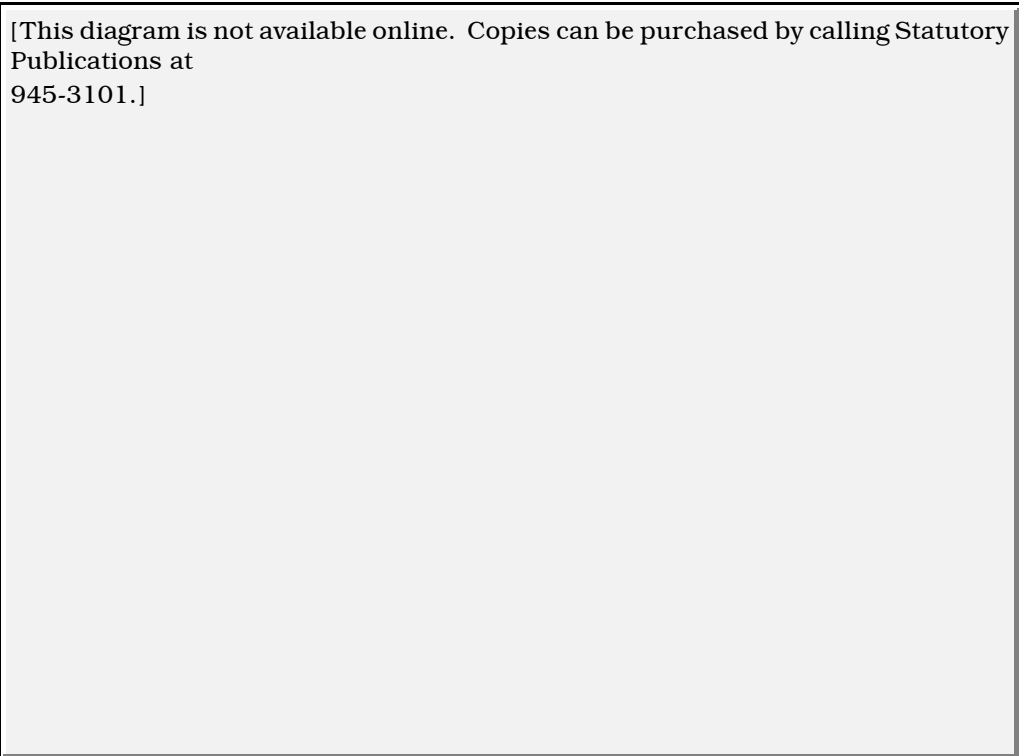 [This diagram is not available online.  Copies can be purchased by calling Statutory
Publications at
945-3101.]